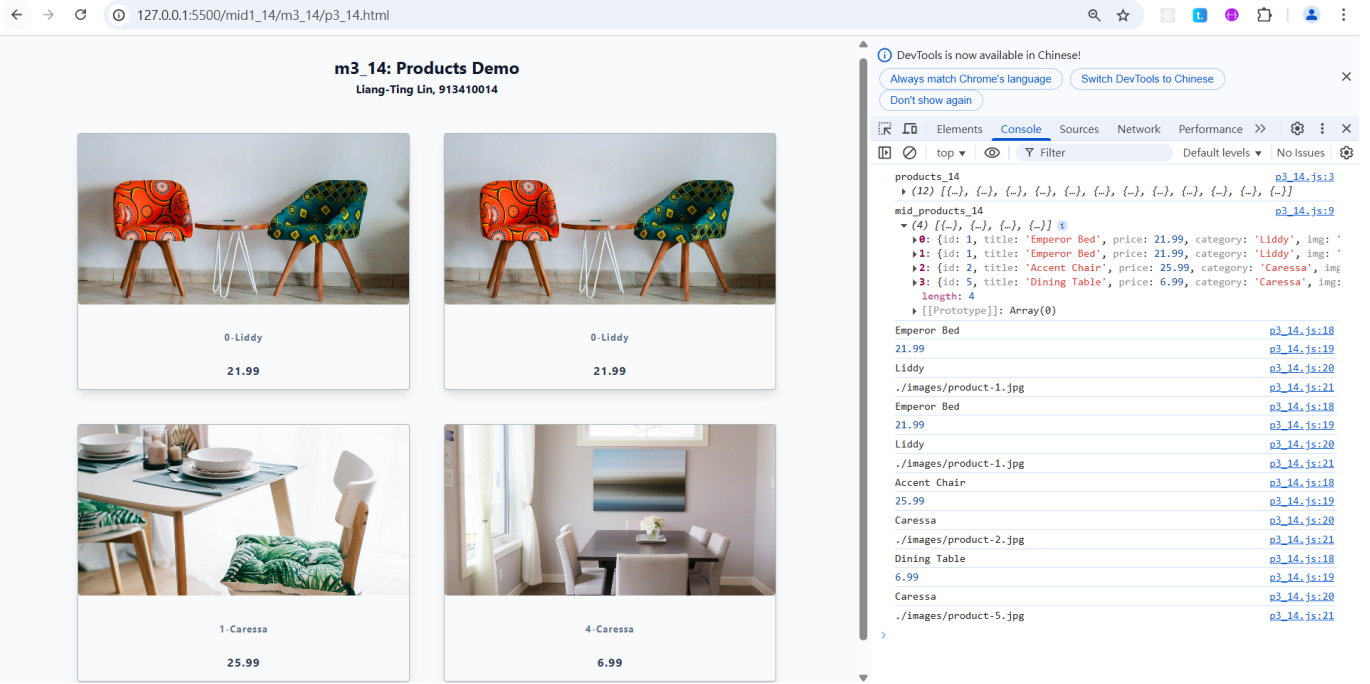 127.0.0.1:5500/mid1_14/m3_14/p3_14.html
m3_14: Products Demo
Liang-Ting Lin, 913410014
0-Liddy
21.99
0-Liddy
21.99
1-Caressa
25.99
4-Caressa
6.99
DevTools is now available in Chinese!
Always match Chrome's language
Switch DevTools to Chinese
Don't show again
Elements Console Sources Network Performance
top ▼ Filter Default levels ▼ No Issues
products_14 p3_14.js:3
▶ (12) [{…}, {…}, {…}, {…}, {…}, {…}, {…}, {…}, {…}, {…}, {…}, {…}]
mid_products_14 p3_14.js:9
▼ (4) [{…}, {…}, {…}, {…}] i
▶ 0: {id: 1, title: 'Emperor Bed', price: 21.99, category: 'Liddy', img: '
▶ 1: {id: 1, title: 'Emperor Bed', price: 21.99, category: 'Liddy', img: '
▶ 2: {id: 2, title: 'Accent Chair', price: 25.99, category: 'Caressa', img
▶ 3: {id: 5, title: 'Dining Table', price: 6.99, category: 'Caressa', img:
length: 4
▶ [[Prototype]]: Array(0)
Emperor Bed p3_14.js:18
21.99 p3_14.js:19
Liddy p3_14.js:20
./images/product-1.jpg p3_14.js:21
Emperor Bed p3_14.js:18
21.99 p3_14.js:19
Liddy p3_14.js:20
./images/product-1.jpg p3_14.js:21
Accent Chair p3_14.js:18
25.99 p3_14.js:19
Caressa p3_14.js:20
./images/product-2.jpg p3_14.js:21
Dining Table p3_14.js:18
6.99 p3_14.js:19
Caressa p3_14.js:20
./images/product-5.jpg p3_14.js:21